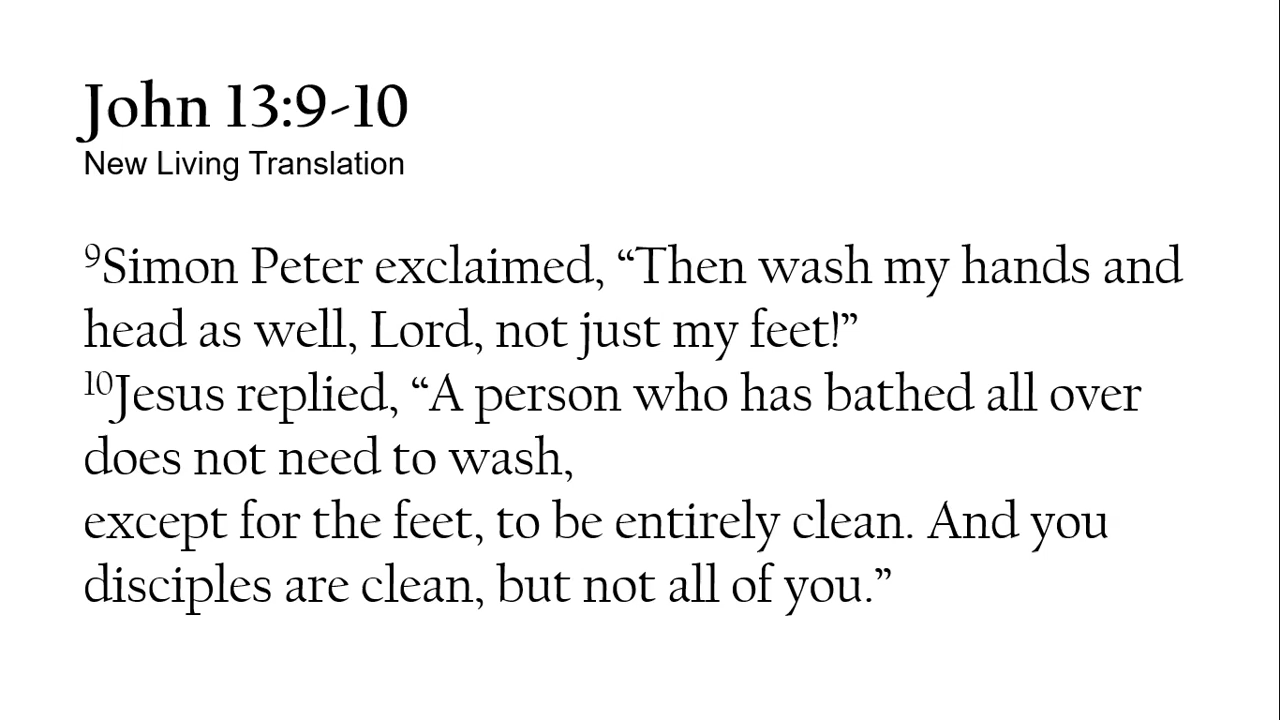 John 13:9-10
New Living Translation
⁹Simon Peter exclaimed, “Then wash my hands and
head as well, Lord, not just my feet!”
¹⁰Jesus replied, “A person who has bathed all over
does not need to wash,
except for the feet, to be entirely clean. And you
disciples are clean, but not all of you.”